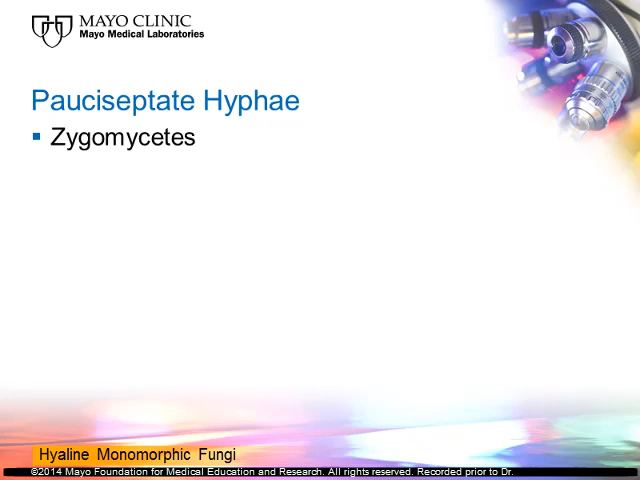 MAYO CLINIC
Mayo Medical Laboratories
Pauciseptate Hyphae
Zygomycetes
Hyaline Monomorphic Fungi
©2014 Mayo Foundation for Medical Education and Research. All rights reserved. Recorded prior to Dr.